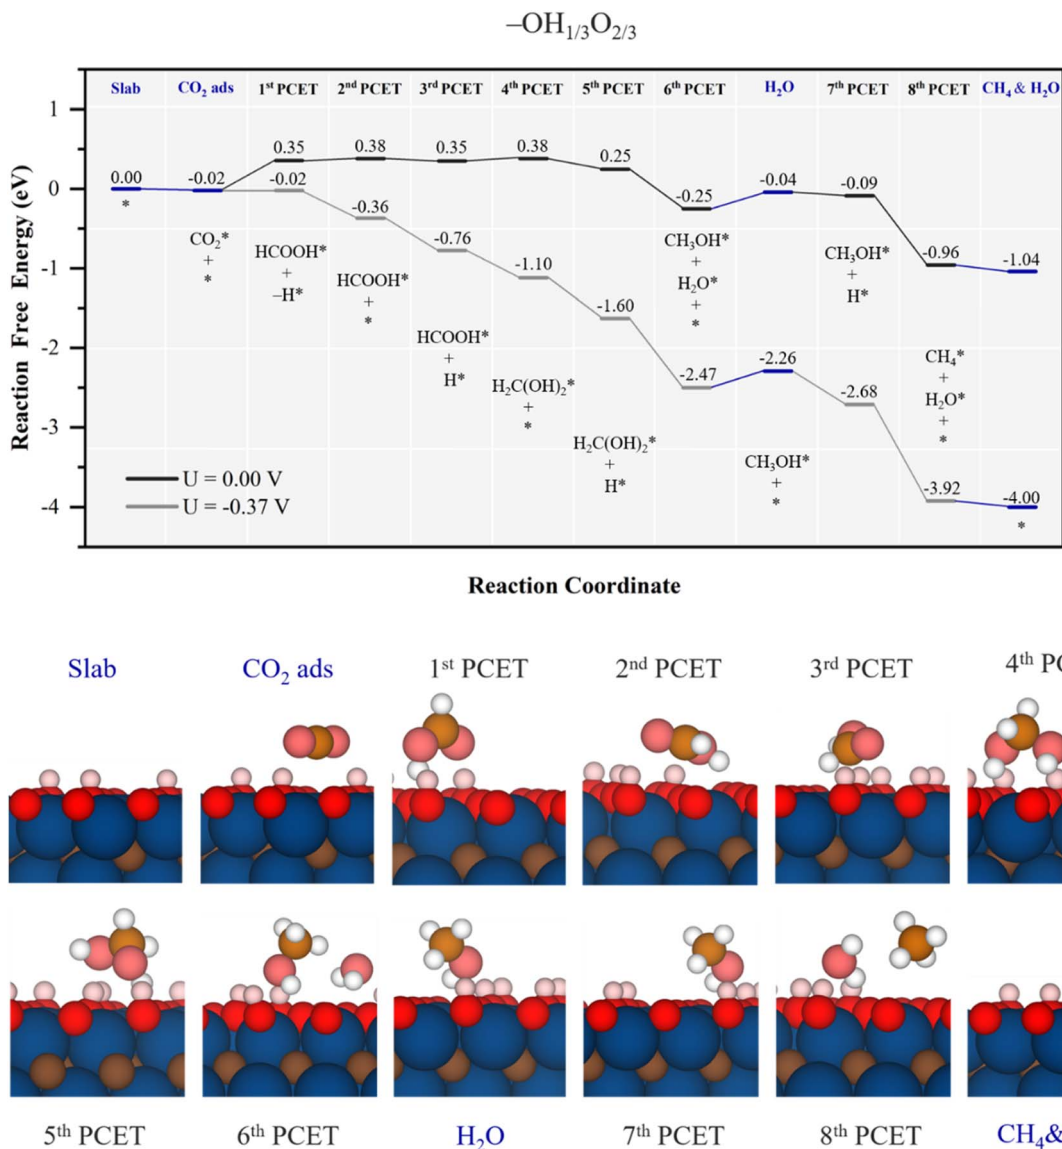 –OH1/3O2/3
Slab CO2 ads 1st PCET 2nd PCET 3rd PCET 4th PCET 5th PCET 6th PCET H2O 7th PCET 8th PCET CH4 & H2O
Reaction Free Energy (eV)
1
0
-1
-2
-3
-4
0.00 -0.02 0.35 0.38 0.35 0.38 0.25 -0.25 -0.04 -0.09 -0.96 -1.04
-0.02 -0.36 -0.76 -1.10 -1.60 -2.47 -2.26 -2.68 -3.92 -4.00
*
CO2*
+
*
HCOOH*
+
–H*
HCOOH*
+
*
HCOOH*
+
H*
H2C(OH)2*
+
*
H2C(OH)2*
+
H*
CH3OH*
+
H2O*
+
*
CH3OH*
+
*
CH3OH*
+
H*
CH4*
+
H2O*
+
*
*
U = 0.00 V
U = -0.37 V
Reaction Coordinate
Slab CO2 ads 1st PCET 2nd PCET 3rd PCET 4th PC
5th PCET 6th PCET H2O 7th PCET 8th PCET CH4&